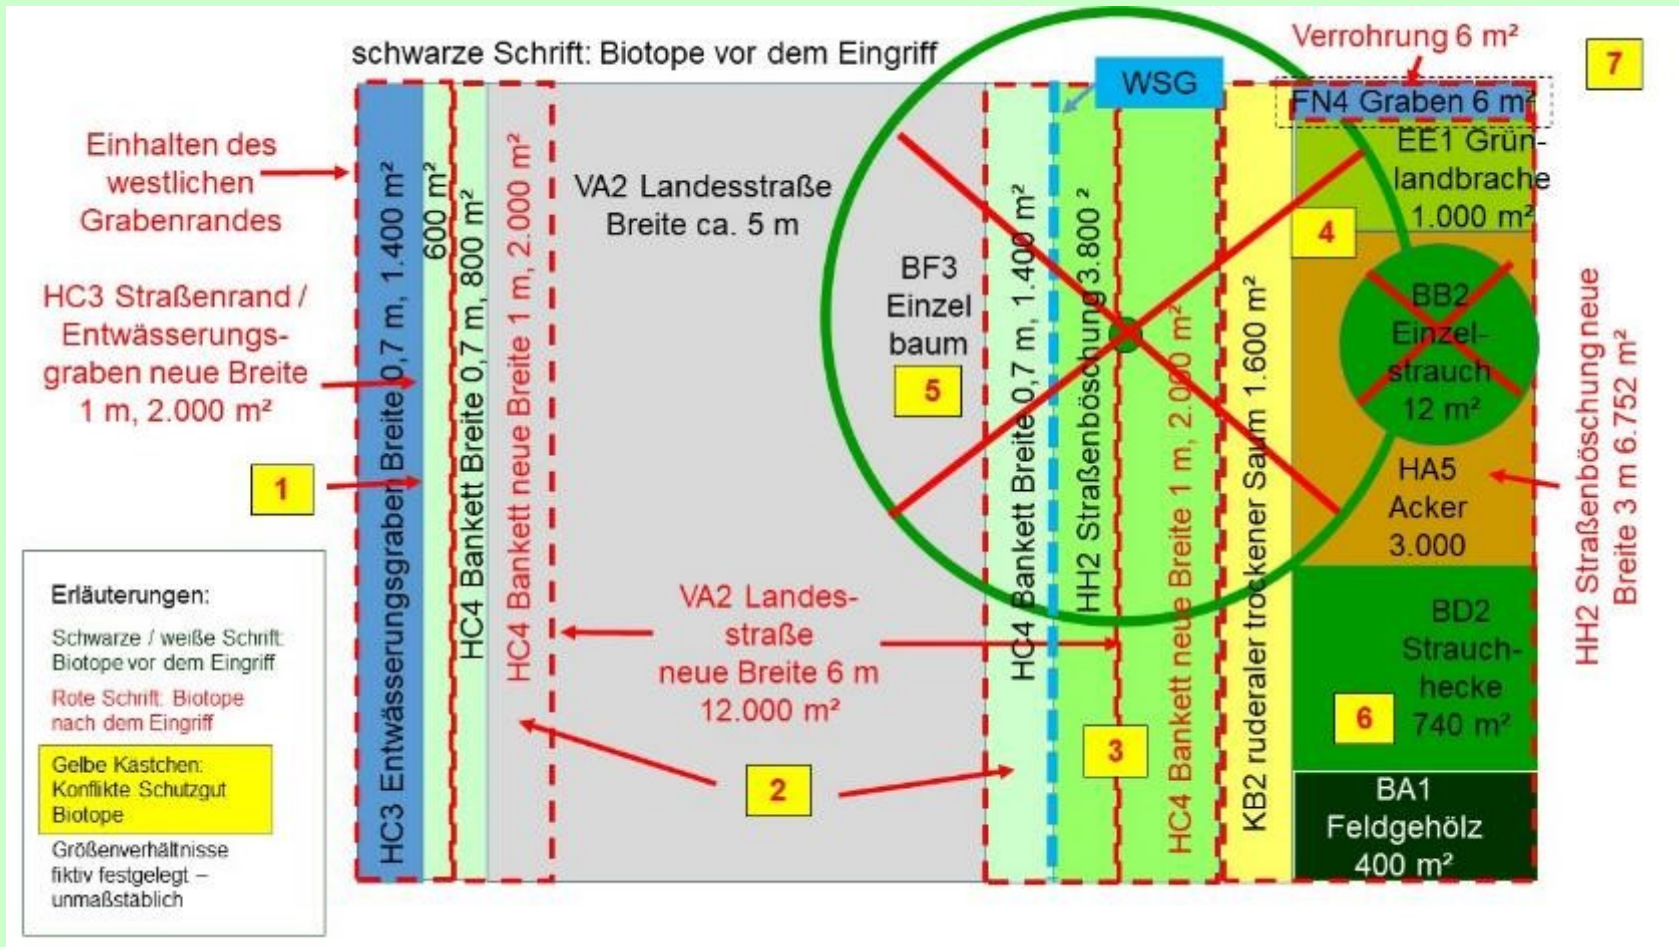 schwarze Schrift: Biotope vor dem Eingriff
Verrohrung 6 m²
7
WSG
FN4 Graben 6 m²
Einhalten des
westlichen
Grabenrandes
HC3 Straßenrand /
Entwässerungs-
graben neue Breite
1 m, 2.000 m²
1
HC3 Entwässerungsgraben Breite 0,7 m, 1.400 m²
600 m²
HC4 Bankett Breite 0,7 m, 800 m²
HC4 Bankett neue Breite 1 m, 2.000 m²
VA2 Landesstraße
Breite ca. 5 m
BF3
Einzel
baum
5
VA2 Landes-
straße
neue Breite 6 m
12.000 m²
2
HC4 Bankett Breite 0,7 m, 1.400 m²
HH2 Straßenböschung 3.800 ²
3
HC4 Bankett neue Breite 1 m, 2.000 m²
KB2 ruderaler trockener Saum 1.600 m²
EE1 Grün-
landbrache
1.000 m²
4
BB2
Einzel-
strauch
12 m²
HA5
Acker
3.000
BD2
Strauch-
hecke
740 m²
6
BA1
Feldgehölz
400 m²
HH2 Straßenböschung neue
Breite 3 m 6.752 m²
Erläuterungen:
Schwarze / weiße Schrift:
Biotope vor dem Eingriff
Rote Schrift: Biotope
nach dem Eingriff
Gelbe Kästchen:
Konflikte Schutzgut
Biotope
Größenverhältnisse
fiktiv festgelegt –
unmaßstäblich